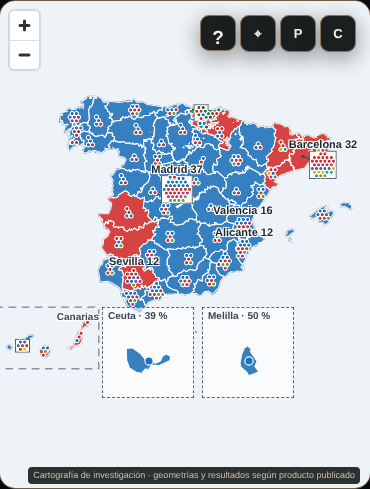 +
−
? ⌖ P C
Barcelona 32
Madrid 37
Valencia 16
Alicante 12
Sevilla 12
Canarias
Ceuta · 39 %
Melilla · 50 %
Cartografía de investigación · geometrías y resultados según producto publicado